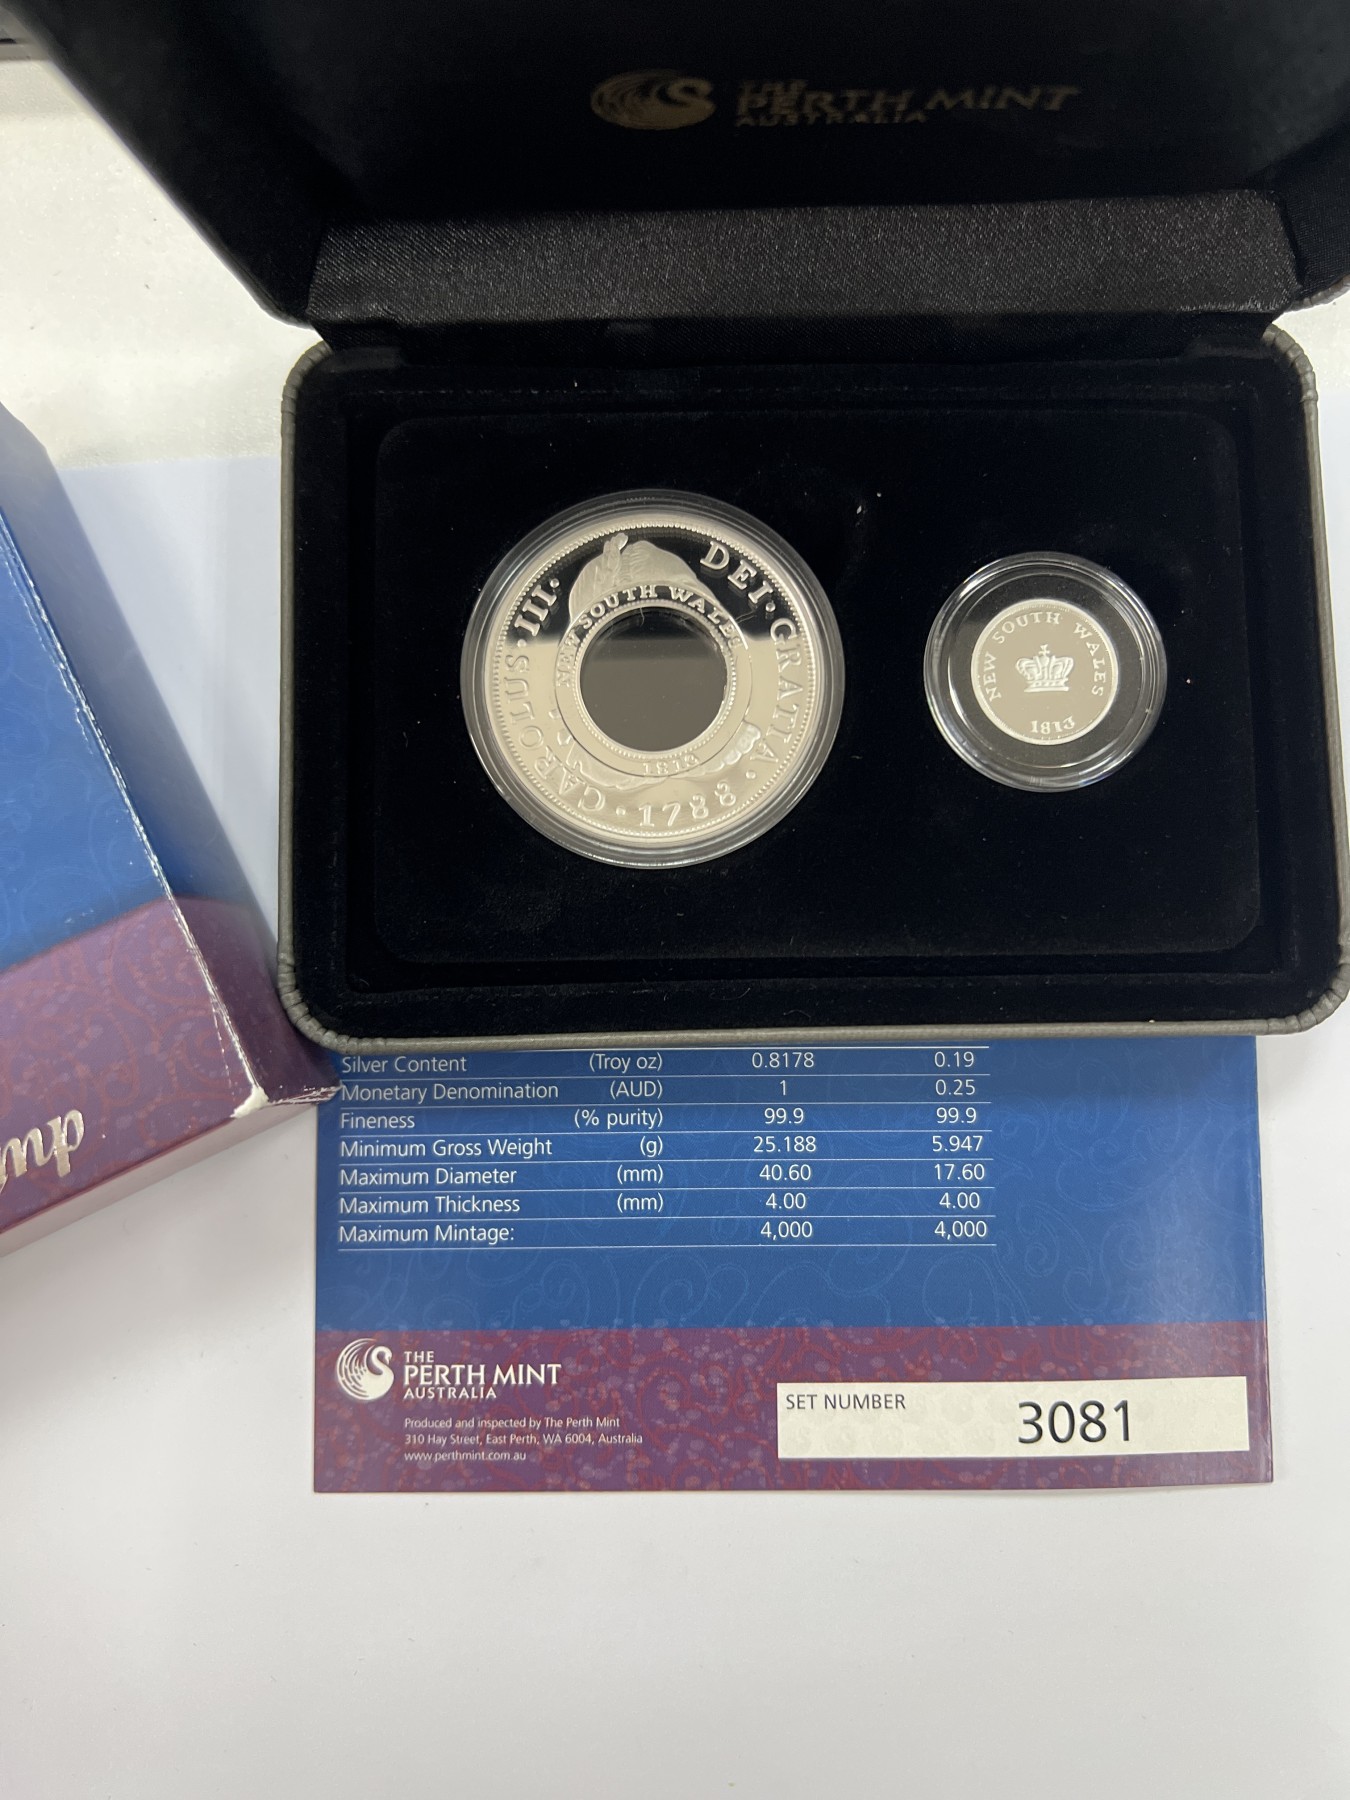 THE
PERTH MINT
AUSTRALIA
CAROLUS·III· DEI·GRATIA·1788·
NEW SOUTH WALES
1813
NEW SOUTH WALES
1813
Silver Content (Troy oz) 0.8178 0.19
Monetary Denomination (AUD) 1 0.25
Fineness (% purity) 99.9 99.9
Minimum Gross Weight (g) 25.188 5.947
Maximum Diameter (mm) 40.60 17.60
Maximum Thickness (mm) 4.00 4.00
Maximum Mintage: 4,000 4,000
THE
PERTH MINT
AUSTRALIA
Produced and inspected by The Perth Mint
310 Hay Street, East Perth, WA 6004, Australia
www.perthmint.com.au
SET NUMBER
3081